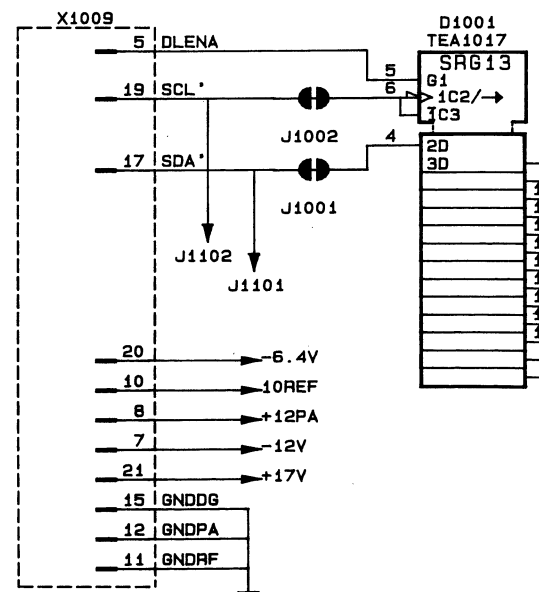 X1009
D1001
TEA1017
SRG13
5 DLENA
5
G1
19 SCL'
6
1C2/→
1C3
J1002
4
2D
3D
17 SDA'
J1001
J1102
J1101
20 -6.4V
10 10REF
8 +12PA
7 -12V
21 +17V
15 GNDDG
12 GNDPA
11 GNDRF